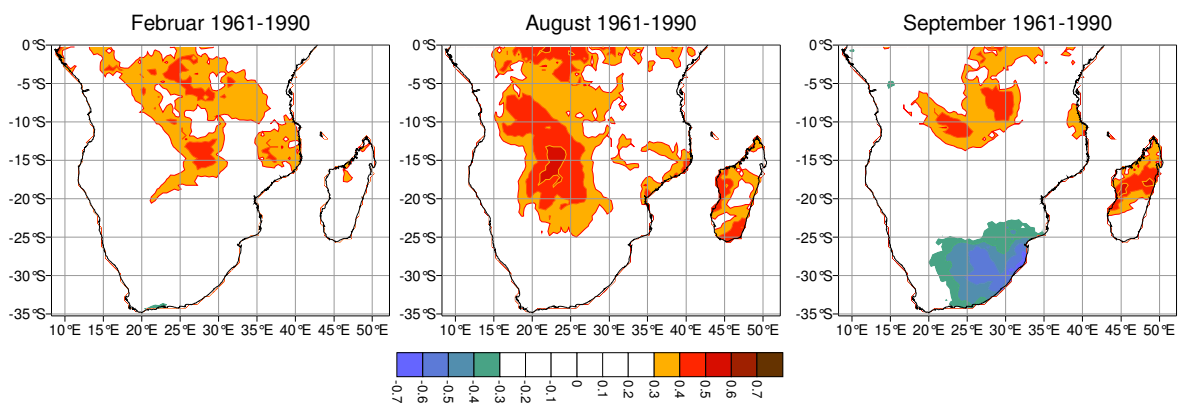 Februar 1961-1990
August 1961-1990
September 1961-1990
0°S
-5°S
-10°S
-15°S
-20°S
-25°S
-30°S
-35°S
10°E 15°E 20°E 25°E 30°E 35°E 40°E 45°E 50°E
0°S
-5°S
-10°S
-15°S
-20°S
-25°S
-30°S
-35°S
10°E 15°E 20°E 25°E 30°E 35°E 40°E 45°E 50°E
0°S
-5°S
-10°S
-15°S
-20°S
-25°S
-30°S
-35°S
10°E 15°E 20°E 25°E 30°E 35°E 40°E 45°E 50°E
-0.7 -0.6 -0.4 -0.3 -0.2 -0.1 0 0.1 0.2 0.3 0.4 0.5 0.6 0.7